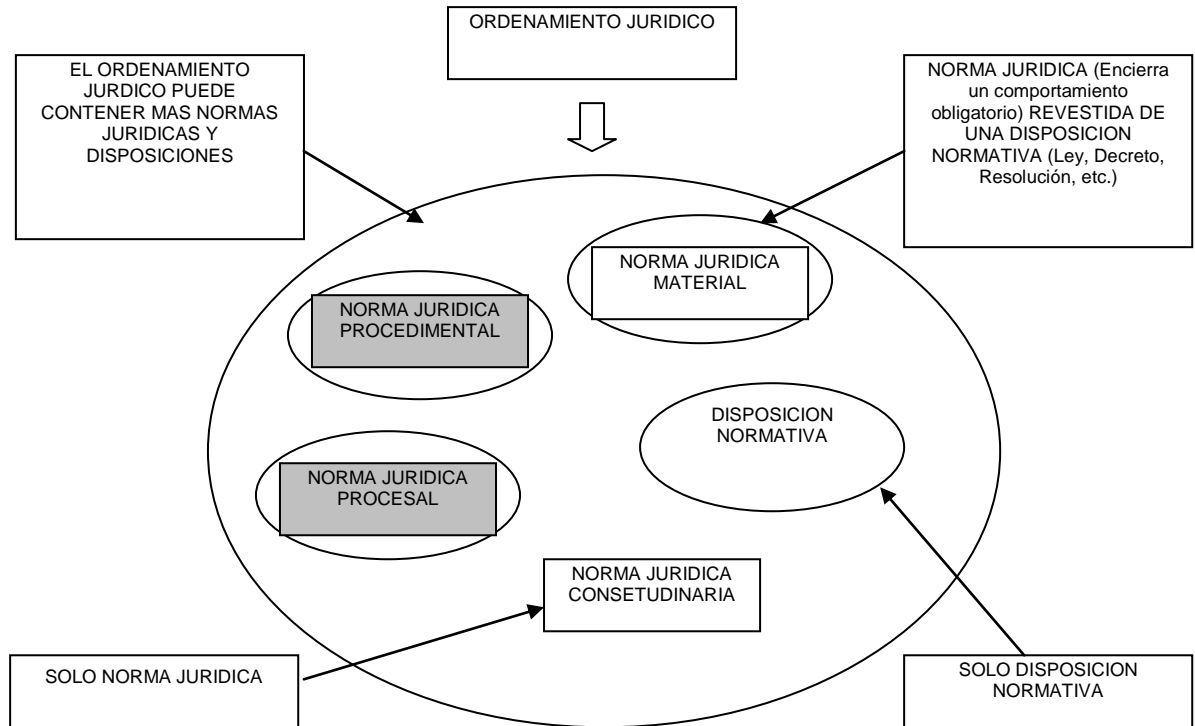 ORDENAMIENTO JURIDICO
EL ORDENAMIENTO
JURDICO PUEDE
CONTENER MAS NORMAS
JURIDICAS Y
DISPOSICIONES
NORMA JURIDICA (Encierra
un comportamiento
obligatorio) REVESTIDA DE
UNA DISPOSICION
NORMATIVA (Ley, Decreto,
Resolución, etc.)
NORMA JURIDICA
MATERIAL
NORMA JURIDICA
PROCEDIMENTAL
DISPOSICION
NORMATIVA
NORMA JURIDICA
PROCESAL
NORMA JURIDICA
CONSETUDINARIA
SOLO NORMA JURIDICA
SOLO DISPOSICION
NORMATIVA